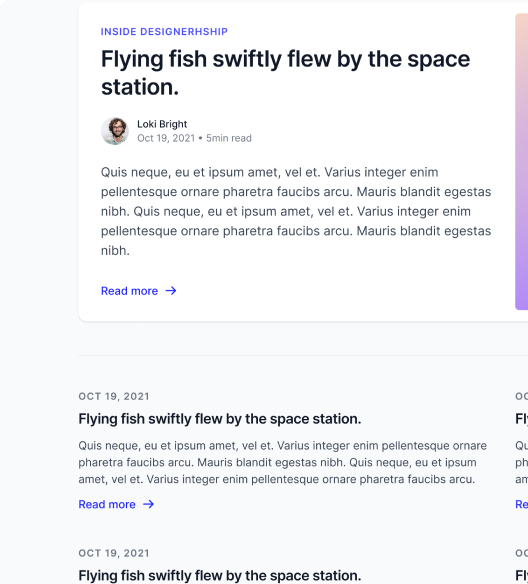 INSIDE DESIGNERHSHIP
Flying fish swiftly flew by the space
station.
Loki Bright
Oct 19, 2021 • 5min read
Quis neque, eu et ipsum amet, vel et. Varius integer enim
pellentesque ornare pharetra faucibs arcu. Mauris blandit egestas
nibh. Quis neque, eu et ipsum amet, vel et. Varius integer enim
pellentesque ornare pharetra faucibs arcu. Mauris blandit egestas
nibh.
Read more →
OCT 19, 2021
Flying fish swiftly flew by the space station.
Quis neque, eu et ipsum amet, vel et. Varius integer enim pellentesque ornare
pharetra faucibs arcu. Mauris blandit egestas nibh. Quis neque, eu et ipsum
amet, vel et. Varius integer enim pellentesque ornare pharetra faucibs arcu.
Read more →
OCT 19, 2021
Flying fish swiftly flew by the space station.